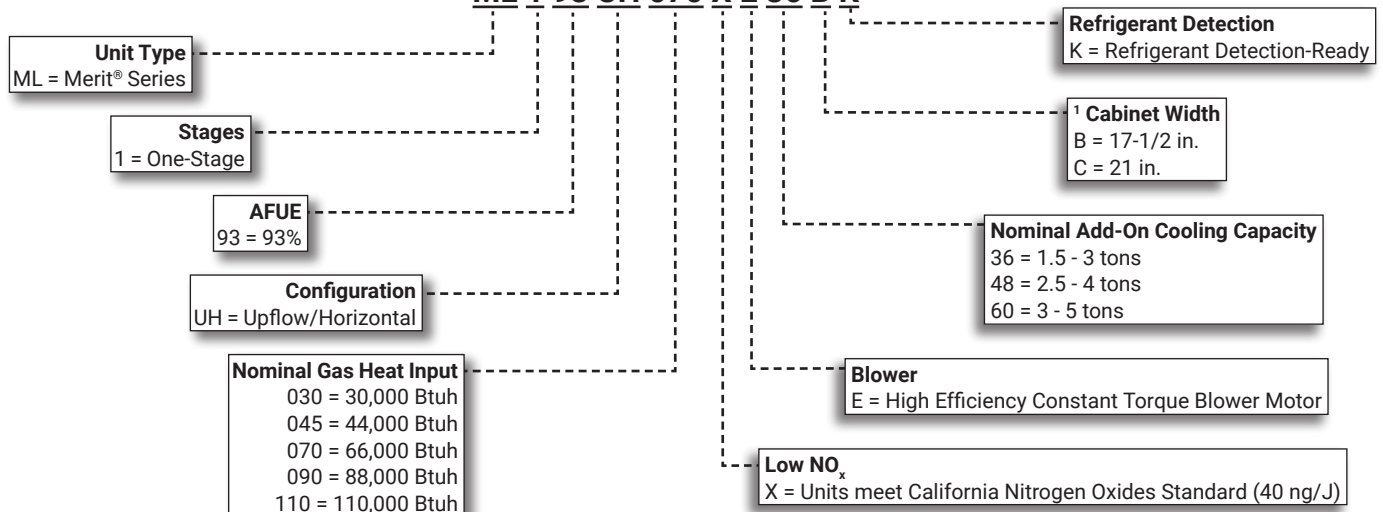 Refrigerant Detection
K = Refrigerant Detection-Ready
Unit Type
ML = Merit® Series
¹ Cabinet Width
B = 17-1/2 in.
C = 21 in.
Stages
1 = One-Stage
AFUE
93 = 93%
Nominal Add-On Cooling Capacity
36 = 1.5 - 3 tons
48 = 2.5 - 4 tons
60 = 3 - 5 tons
Configuration
UH = Upflow/Horizontal
Nominal Gas Heat Input
030 = 30,000 Btuh
045 = 44,000 Btuh
070 = 66,000 Btuh
090 = 88,000 Btuh
110 = 110,000 Btuh
Blower
E = High Efficiency Constant Torque Blower Motor
Low NOx
X = Units meet California Nitrogen Oxides Standard (40 ng/J)